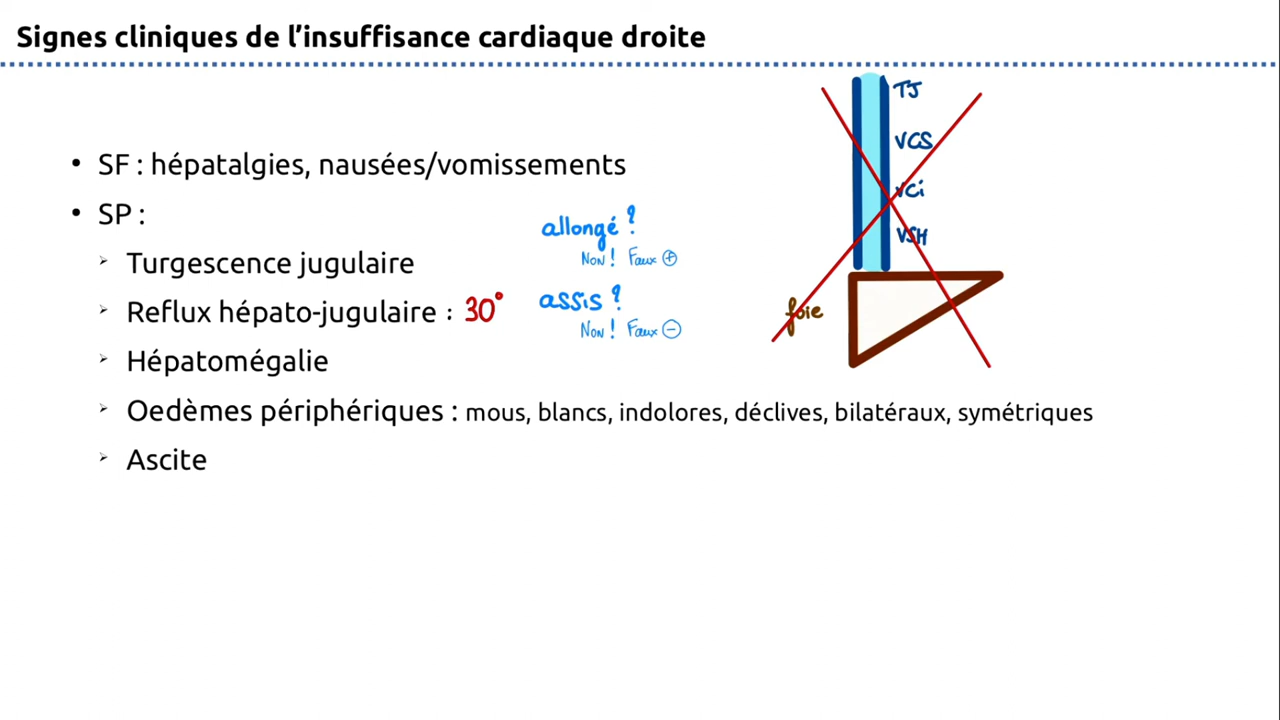 Signes cliniques de l’insuffisance cardiaque droite
• SF : hépatalgies, nausées/vomissements
• SP :
Turgescence jugulaire
Reflux hépato-jugulaire : 30°
Hépatomégalie
Oedèmes périphériques : mous, blancs, indolores, déclives, bilatéraux, symétriques
Ascite
allongé ?
Non ! Faux +
assis ?
Non ! Faux -
TJ
VCS
VCi
VSH
foie